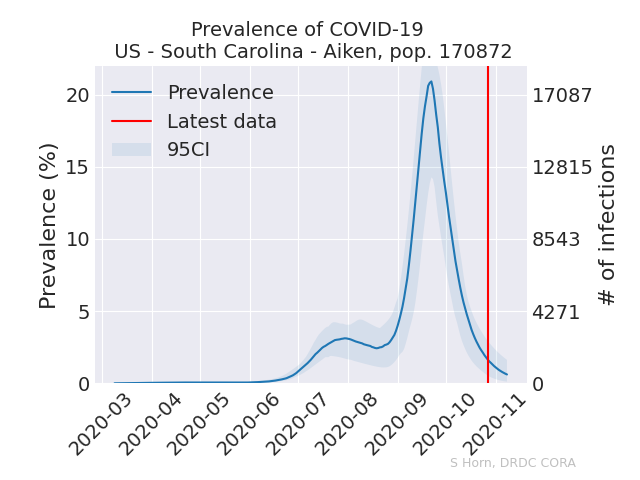 Prevalence of COVID-19
US - South Carolina - Aiken, pop. 170872
Prevalence
Latest data
95CI
Prevalence (%)
20
15
10
5
0
17087
12815
8543
4271
0
# of infections
2020-03
2020-04
2020-05
2020-06
2020-07
2020-08
2020-09
2020-10
2020-11
S Horn, DRDC CORA